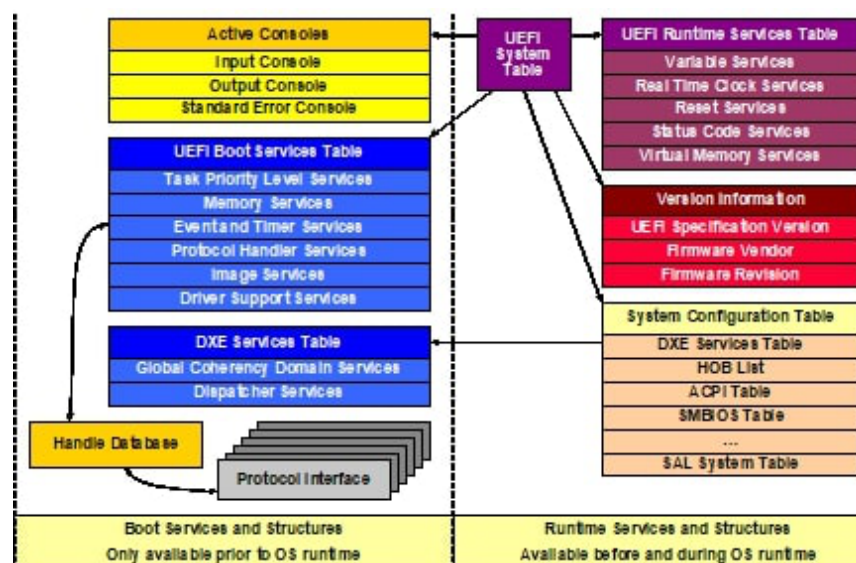 Active Consoles
Input Console
Output Console
Standard Error Console
UEFI
System
Table
UEFI Runtime Services Table
Variable Services
Real Time Clock Services
Reset Services
Status Code Services
Virtual Memory Services
UEFI Boot Services Table
Task Priority Level Services
Memory Services
Event and Timer Services
Protocol Handler Services
Image Services
Driver Support Services
Version Information
UEFI Specification Version
Firmware Vendor
Firmware Revision
DXE Services Table
Global Coherency Domain Services
Dispatcher Services
System Configuration Table
DXE Services Table
HOB List
ACPI Table
SMBIOS Table
...
SAL System Table
Handle Database
Protocol Interface
Boot Services and Structures
Only available prior to OS runtime
Runtime Services and Structures
Available before and during OS runtime